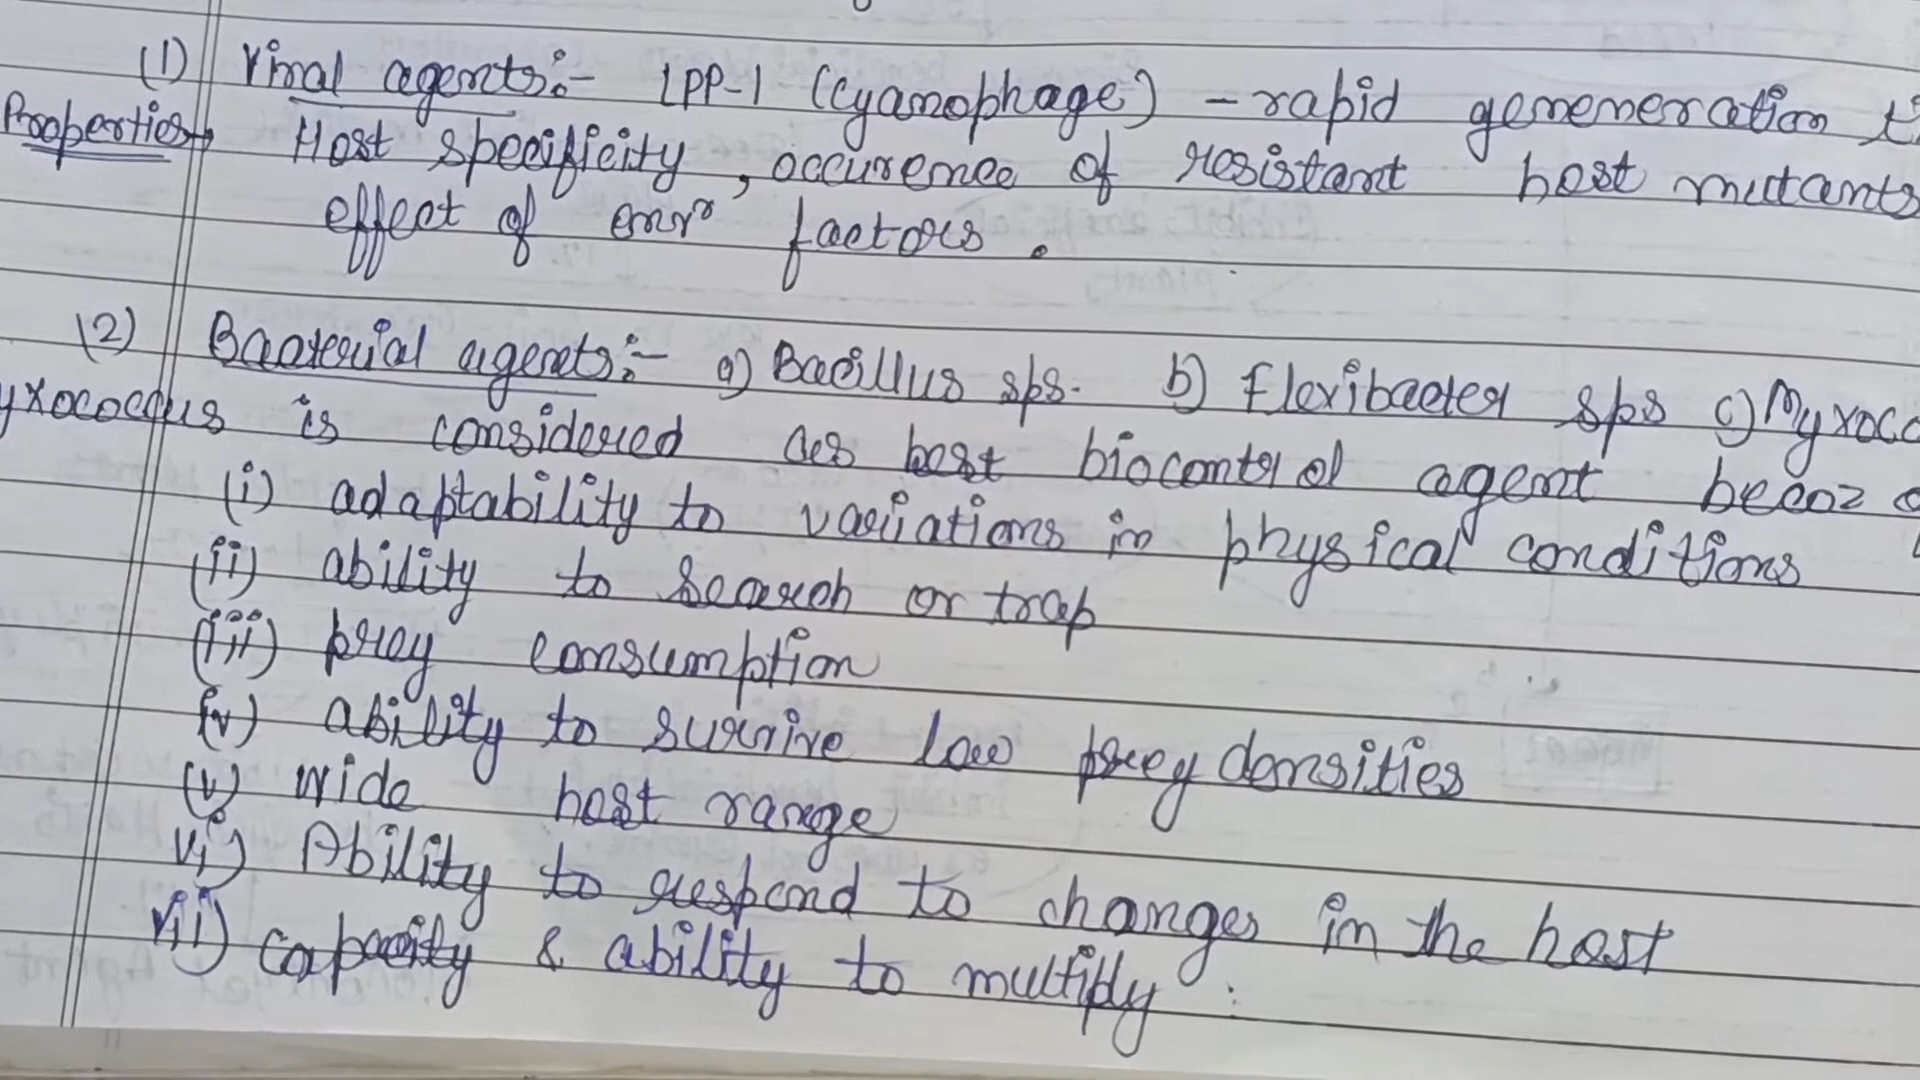 (1) Viral agents:- LPP-1 (Cyanophage) - rapid genemeration t
Properties → Host specificity, occurence of resistant host mutants
effect of envr factors.
(2) Bacterial agents:- a) Bacillus sps. b) Flexibacter sps c) Myxoco
yxococcus is considered as best biocontrol agent becoz o
(i) adaptability to variations in physical conditions
(ii) ability to search or trap
(iii) prey consumption
iv) ability to survive low prey densities
(v) wide host range
vi) Ability to respond to changes in the host
vii) capacity & ability to multiply.